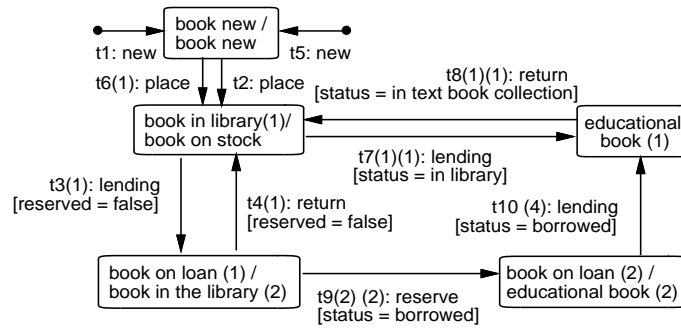 book new /
book new
t1: new
t5: new
t6(1): place
t2: place
t8(1)(1): return
[status = in text book collection]
book in library(1)/
book on stock
educational
book (1)
t7(1)(1): lending
[status = in library]
t3(1): lending
[reserved = false]
t4(1): return
[reserved = false]
t10 (4): lending
[status = borrowed]
book on loan (1) /
book in the library (2)
book on loan (2) /
educational book (2)
t9(2) (2): reserve
[status = borrowed]